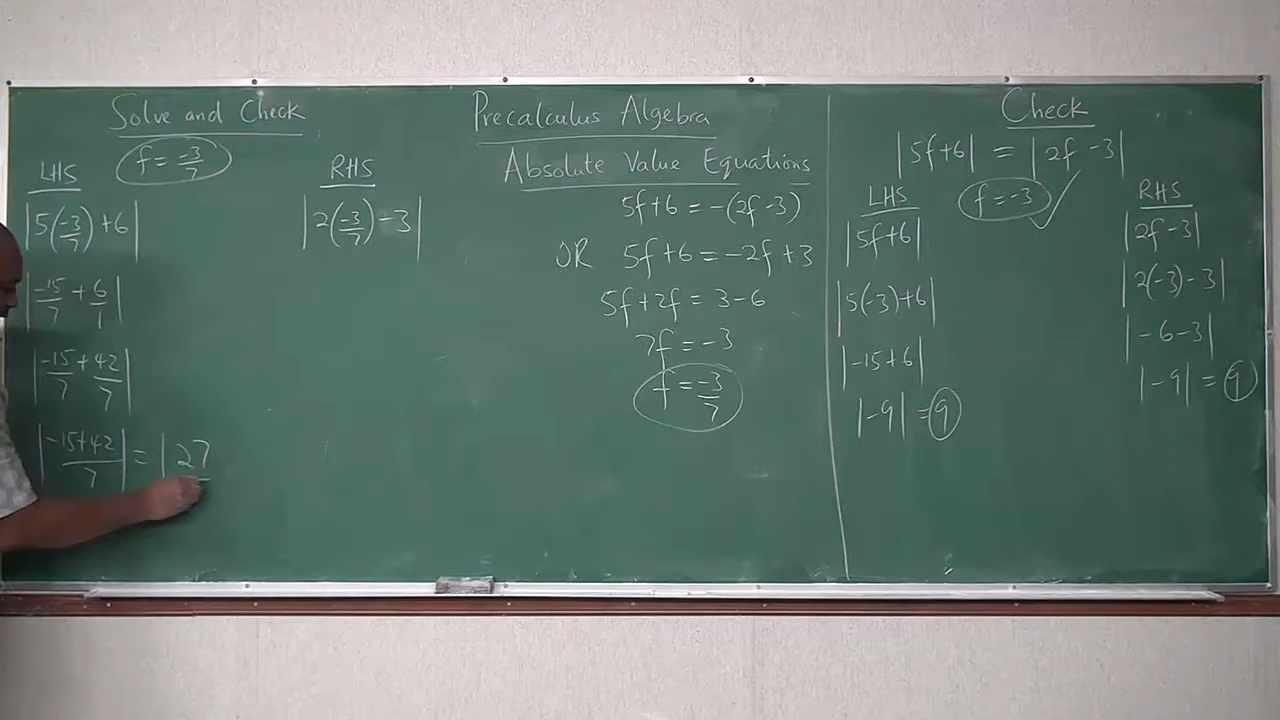 Solve and Check
f = -3/7
LHS
|5(-3/7)+6|
|-15/7 + 6/1|
|-15/7 + 42/7|
|-15+42/7| = |27
RHS
|2(-3/7)-3|
Precalculus Algebra
Absolute Value Equations
5f+6 = -(2f-3)
OR 5f+6 = -2f+3
5f+2f = 3-6
7f = -3
f = -3/7
Check
|5f+6| = |2f-3|
f = -3 ✓
LHS
|5f+6|
|5(-3)+6|
|-15+6|
|-9| = 9
RHS
|2f-3|
|2(-3)-3|
|-6-3|
|-9| = 9